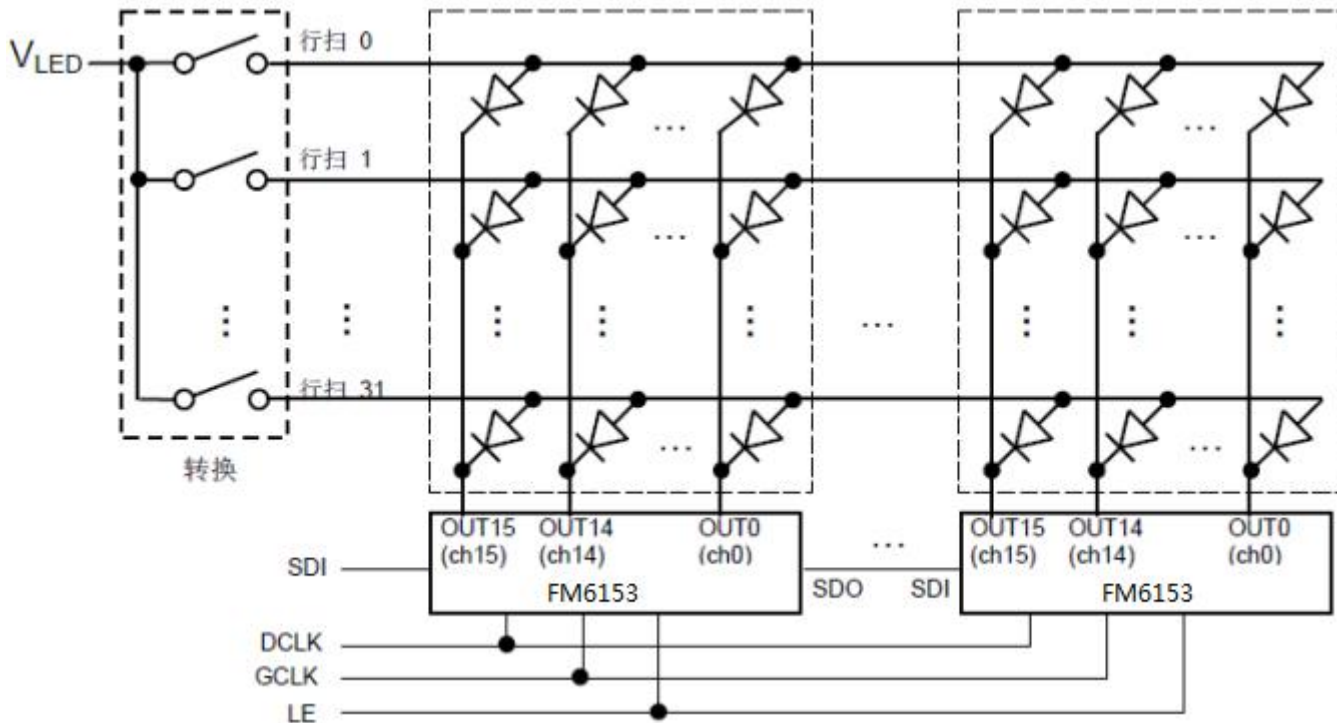 行扫 0
VLED
行扫 1
行扫 31
转换
OUT15 OUT14 OUT0
(ch15) (ch14) (ch0)
FM6153
OUT15 OUT14 OUT0
(ch15) (ch14) (ch0)
FM6153
SDI
SDO SDI
DCLK
GCLK
LE